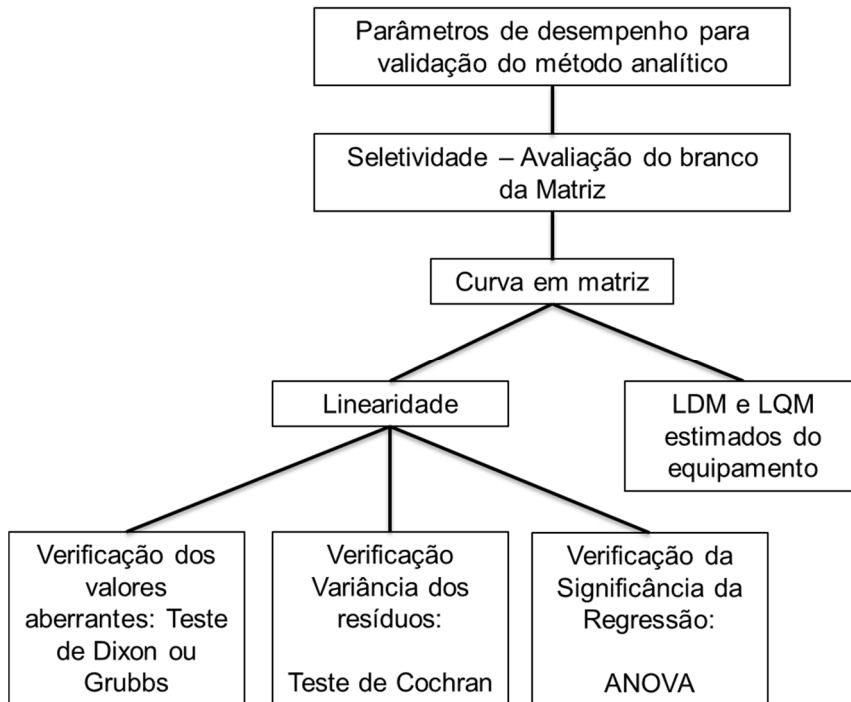 Parâmetros de desempenho para
validação do método analítico
Seletividade – Avaliação do branco
da Matriz
Curva em matriz
Linearidade
LDM e LQM
estimados do
equipamento
Verificação dos
valores
aberrantes: Teste
de Dixon ou
Grubbs
Verificação
Variância dos
resíduos:
Teste de Cochran
Verificação da
Significância da
Regressão:
ANOVA